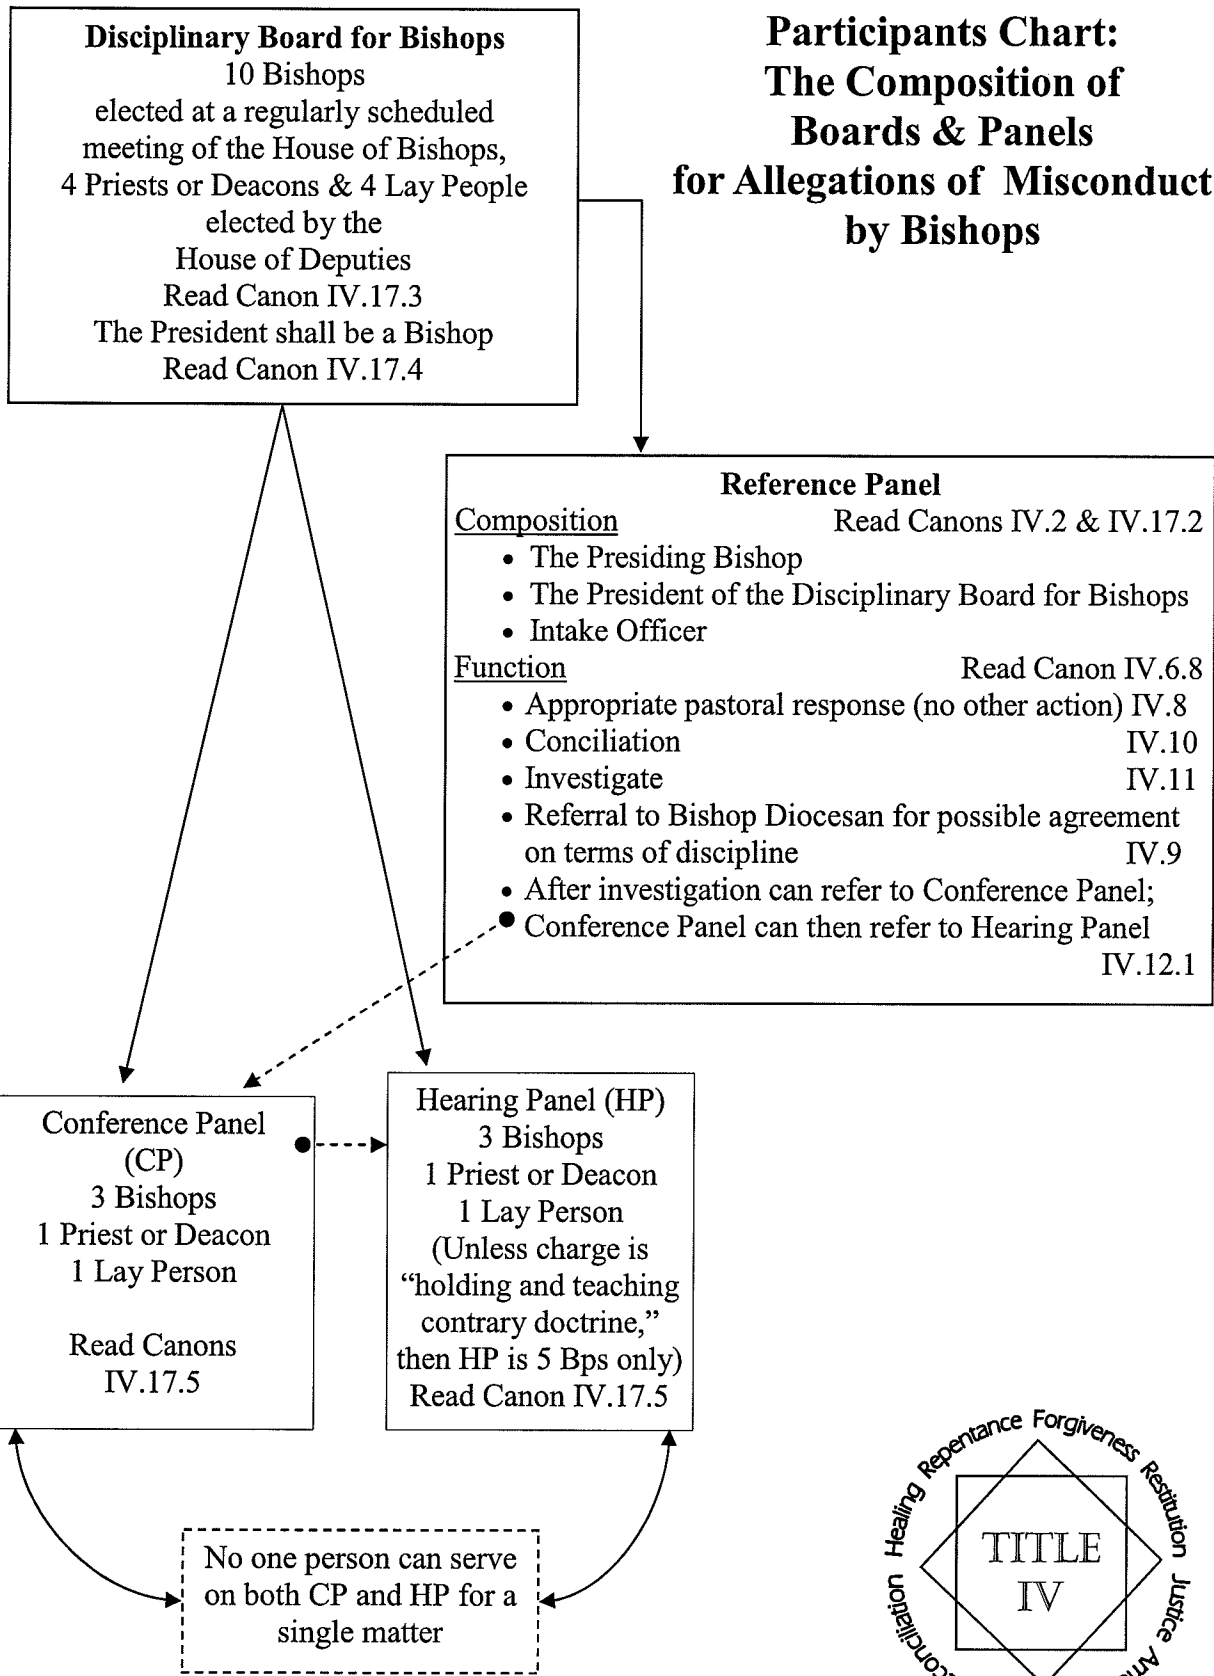 Participants Chart:
The Composition of
Boards & Panels
for Allegations of Misconduct
by Bishops
Disciplinary Board for Bishops
10 Bishops
elected at a regularly scheduled
meeting of the House of Bishops,
4 Priests or Deacons & 4 Lay People
elected by the
House of Deputies
Read Canon IV.17.3
The President shall be a Bishop
Read Canon IV.17.4
Reference Panel
Composition Read Canons IV.2 & IV.17.2
• The Presiding Bishop
• The President of the Disciplinary Board for Bishops
• Intake Officer
Function Read Canon IV.6.8
• Appropriate pastoral response (no other action) IV.8
• Conciliation IV.10
• Investigate IV.11
• Referral to Bishop Diocesan for possible agreement
on terms of discipline IV.9
• After investigation can refer to Conference Panel;
Conference Panel can then refer to Hearing Panel
IV.12.1
Conference Panel
(CP)
3 Bishops
1 Priest or Deacon
1 Lay Person
Read Canons
IV.17.5
Hearing Panel (HP)
3 Bishops
1 Priest or Deacon
1 Lay Person
(Unless charge is
“holding and teaching
contrary doctrine,”
then HP is 5 Bps only)
Read Canon IV.17.5
No one person can serve
on both CP and HP for a
single matter
Healing Repentance Forgiveness Restitution Justice
TITLE
IV